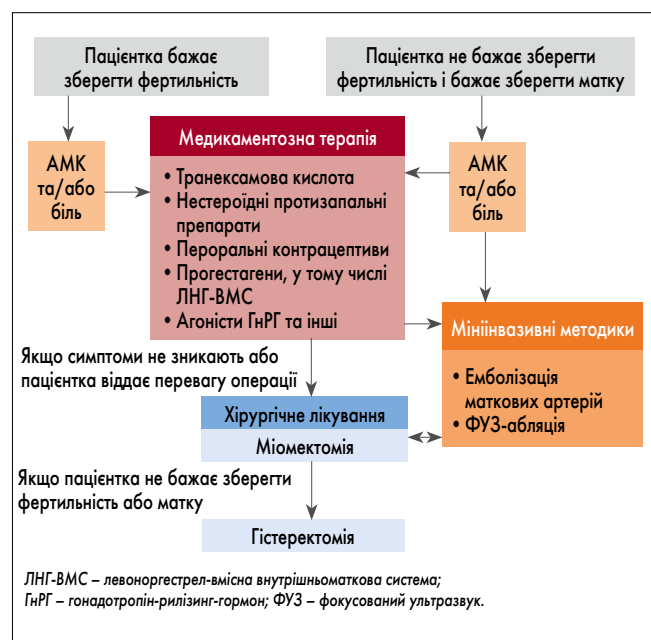 Пацієнтка бажає
зберегти фертильність
Пацієнтка не бажає зберегти
фертильність і бажає зберегти матку
АМК
та/або
біль
Медикаментозна терапія
• Транексамова кислота
• Нестероїдні протизапальні
препарати
• Пероральні контрацептиви
• Прогестагени, у тому числі
ЛНГ-ВМС
• Агоністи ГнРГ та інші
АМК
та/або
біль
Мініінвазивні методики
• Емболізація
маткових артерій
• ФУЗ-абляція
Якщо симптоми не зникають або
пацієнтка віддає перевагу операції
Хірургічне лікування
Міомектомія
Якщо пацієнтка не бажає зберегти
фертильність або матку
Гістеректомія
ЛНГ-ВМС – левоноргестрел-вмісна внутрішньоматкова система;
ГнРГ – гонадотропін-рилізинг-гормон; ФУЗ – фокусований ультразвук.